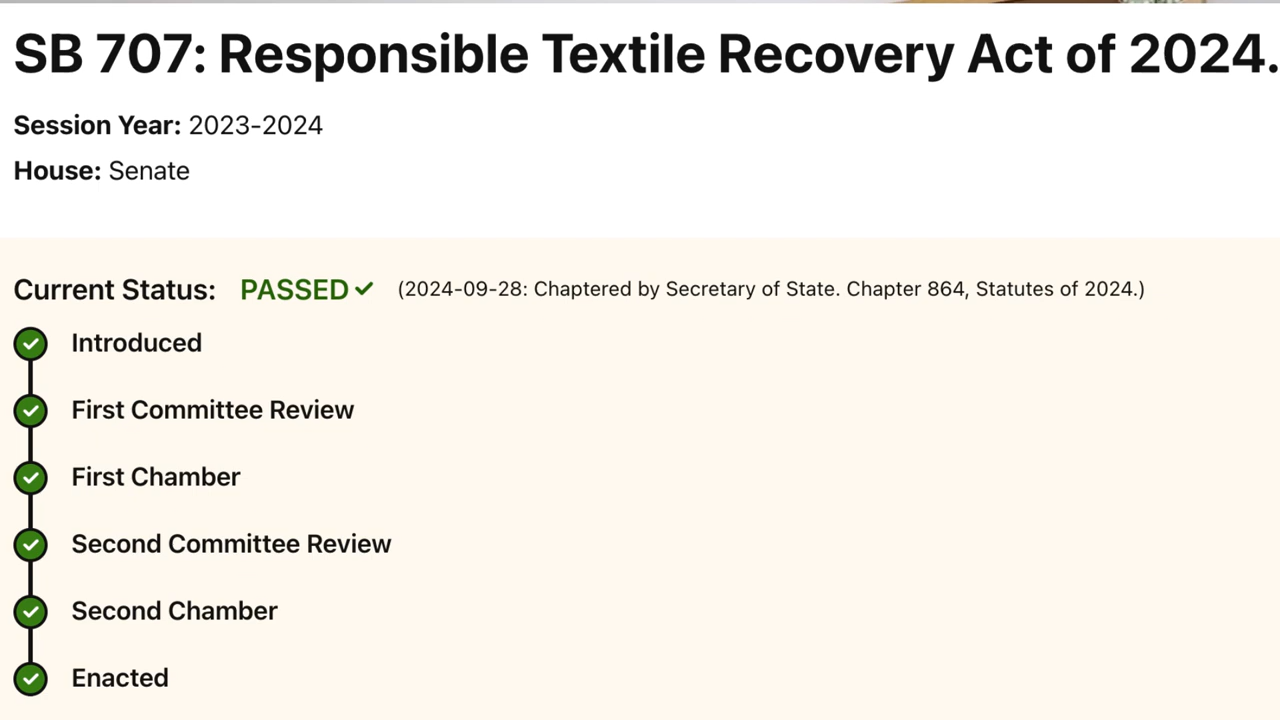 SB 707: Responsible Textile Recovery Act of 2024.
Session Year: 2023-2024
House: Senate
Current Status: PASSED (2024-09-28: Chaptered by Secretary of State. Chapter 864, Statutes of 2024.)
Introduced
First Committee Review
First Chamber
Second Committee Review
Second Chamber
Enacted